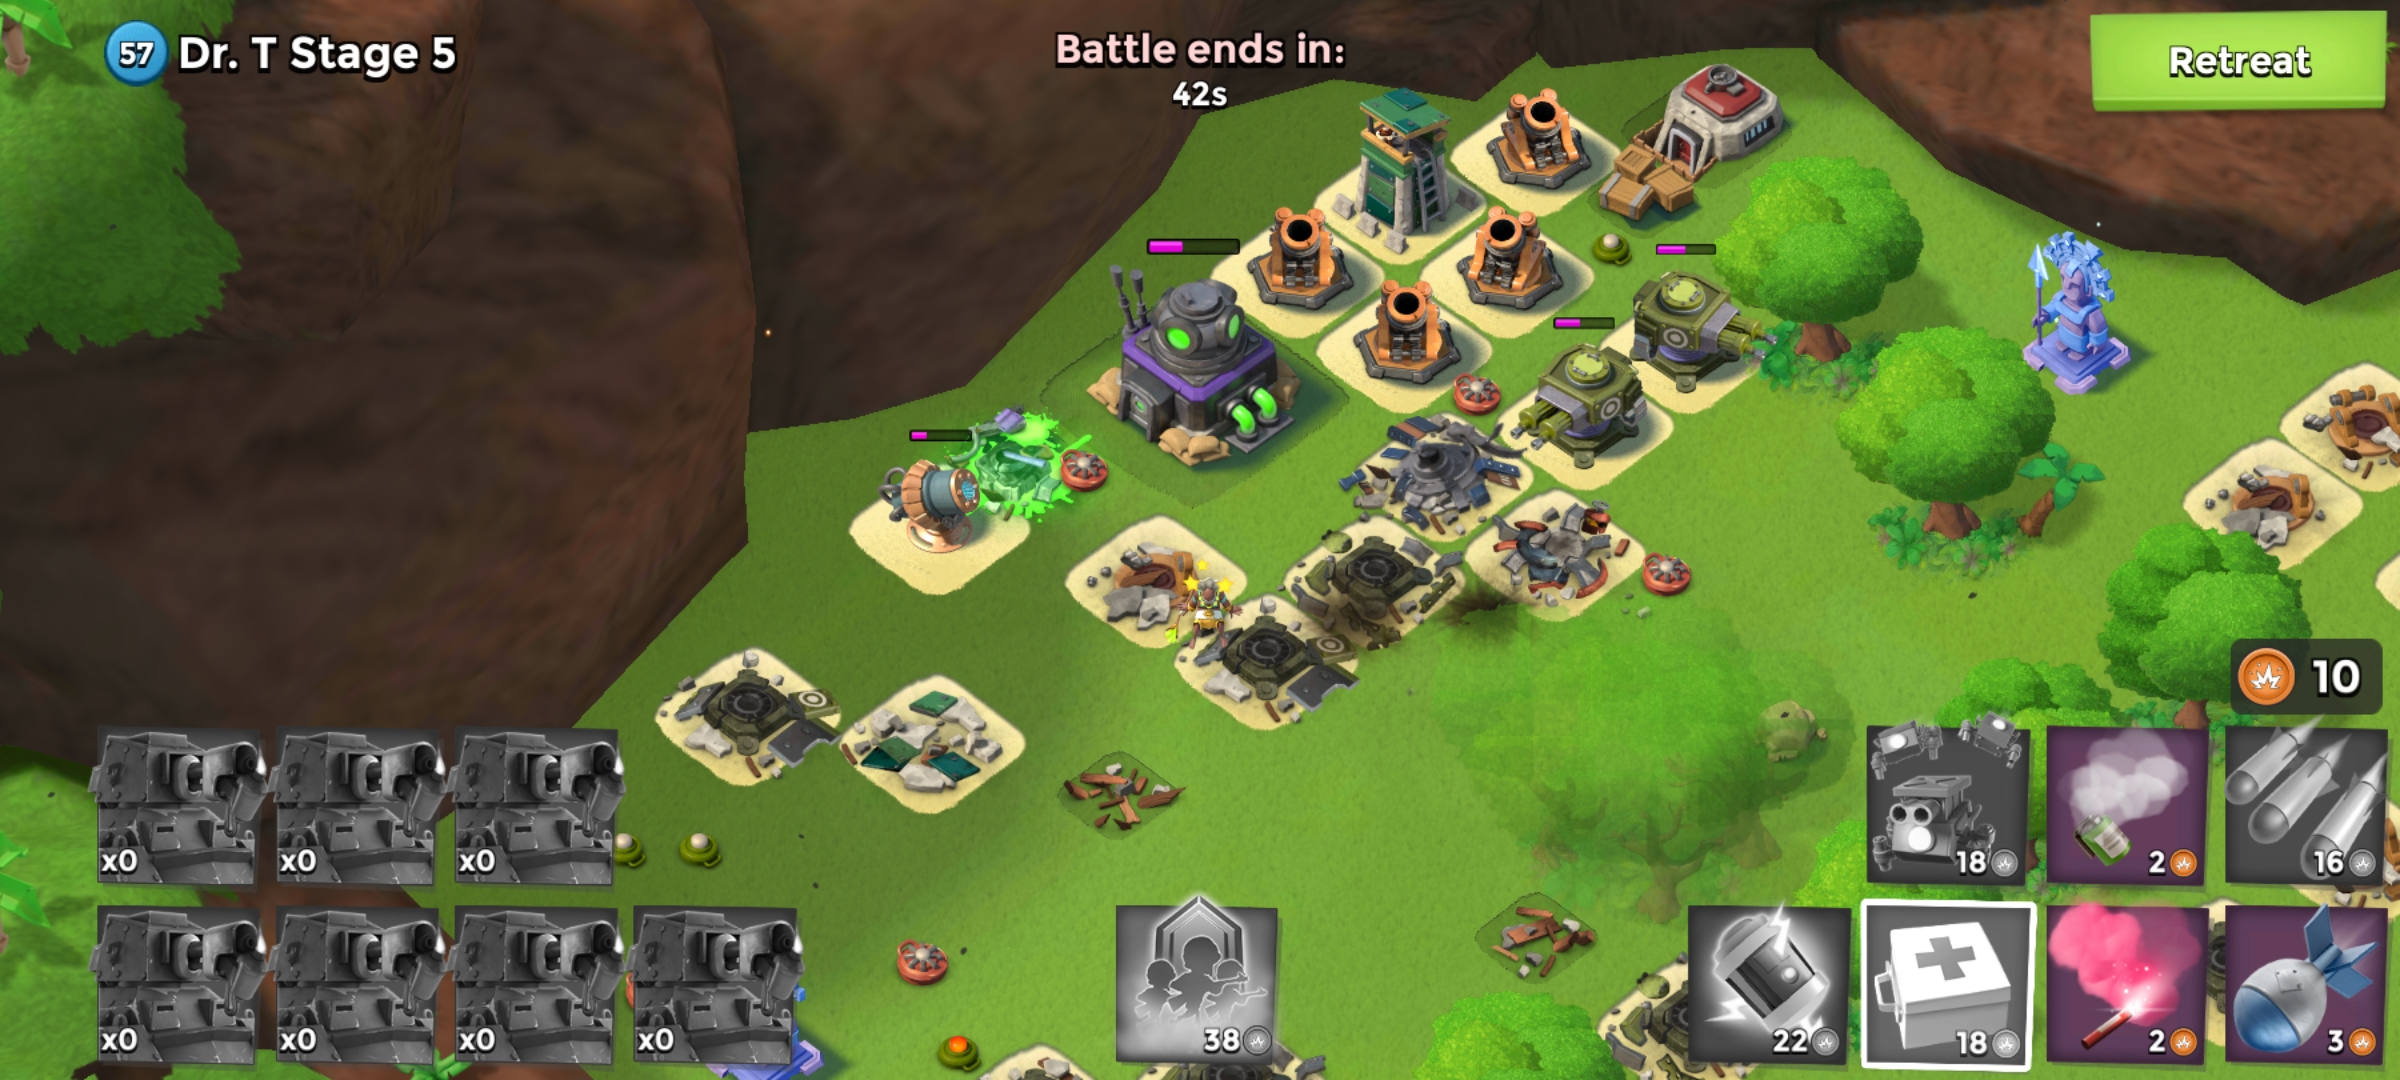 57 Dr. T Stage 5
Battle ends in:
42s
Retreat
10
x0 x0 x0
18 2 16
x0 x0 x0 x0
38
22 18 2 3